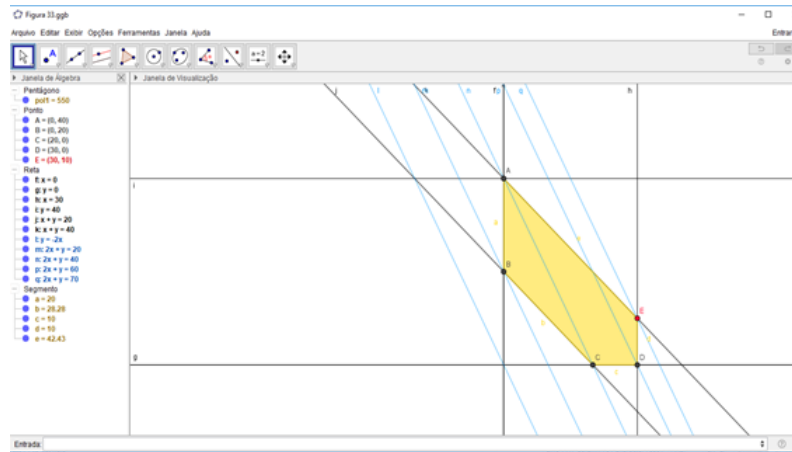 Figura 33.ggb
Arquivo Editar Exibir Opções Ferramentas Janela Ajuda
Entrar
A
a=2
Janela de Álgebra
Janela de Visualização
Pentágono
pol1 = 550
Ponto
A = (0, 40)
B = (0, 20)
C = (20, 0)
D = (30, 0)
E = (30, 10)
Reta
f: x = 0
g: y = 0
h: x = 30
i: y = 40
j: x + y = 20
k: x + y = 40
l: y = -2x
m: 2x + y = 20
n: 2x + y = 40
p: 2x + y = 60
q: 2x + y = 70
Segmento
a = 20
b = 28.28
c = 10
d = 10
e = 42.43
j l n p q h
i
A
a
B
b
E
g
C
c
D
Entrada: